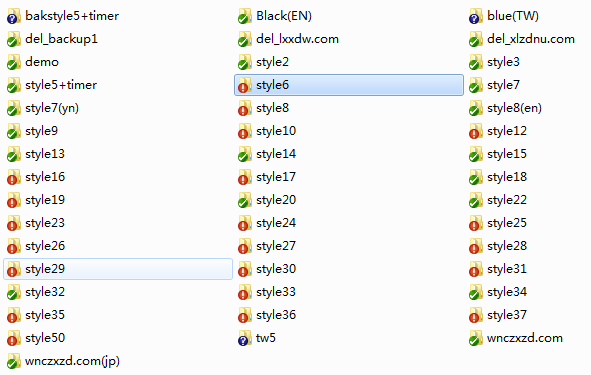 bakstyle5+timer
Black(EN)
blue(TW)
del_backup1
del_lxxdw.com
del_xlzdnu.com
demo
style2
style3
style5+timer
style6
style7
style7(yn)
style8
style8(en)
style9
style10
style12
style13
style14
style15
style16
style17
style18
style19
style20
style22
style23
style24
style25
style26
style27
style28
style29
style30
style31
style32
style33
style34
style35
style36
style37
style50
tw5
wnczxzd.com
wnczxzd.com(jp)